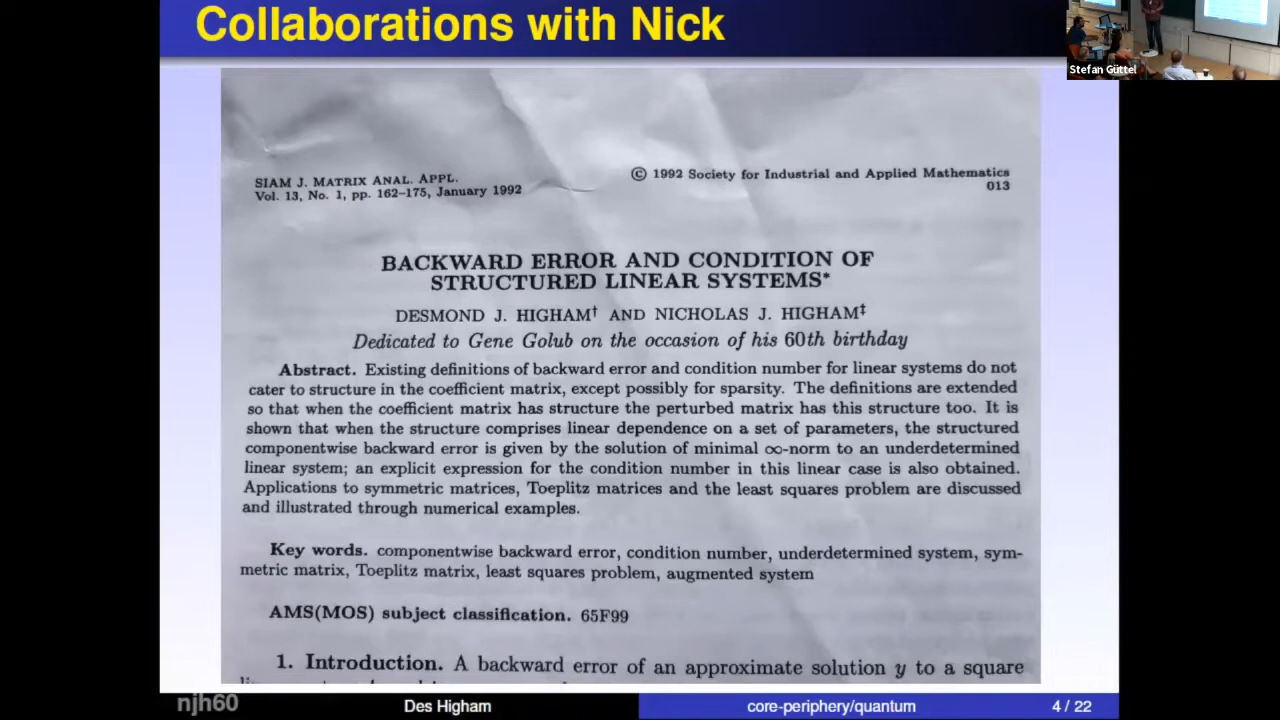 Collaborations with Nick
Stefan Güttel
SIAM J. MATRIX ANAL. APPL.
Vol. 13, No. 1, pp. 162–175, January 1992
© 1992 Society for Industrial and Applied Mathematics
013
BACKWARD ERROR AND CONDITION OF
STRUCTURED LINEAR SYSTEMS*
DESMOND J. HIGHAM† AND NICHOLAS J. HIGHAM‡
Dedicated to Gene Golub on the occasion of his 60th birthday
Abstract. Existing definitions of backward error and condition number for linear systems do not
cater to structure in the coefficient matrix, except possibly for sparsity. The definitions are extended
so that when the coefficient matrix has structure the perturbed matrix has this structure too. It is
shown that when the structure comprises linear dependence on a set of parameters, the structured
componentwise backward error is given by the solution of minimal ∞-norm to an underdetermined
linear system; an explicit expression for the condition number in this linear case is also obtained.
Applications to symmetric matrices, Toeplitz matrices and the least squares problem are discussed
and illustrated through numerical examples.
Key words. componentwise backward error, condition number, underdetermined system, sym-
metric matrix, Toeplitz matrix, least squares problem, augmented system
AMS(MOS) subject classification. 65F99
1. Introduction. A backward error of an approximate solution y to a square
njh60
Des Higham
core-periphery/quantum
4 / 22